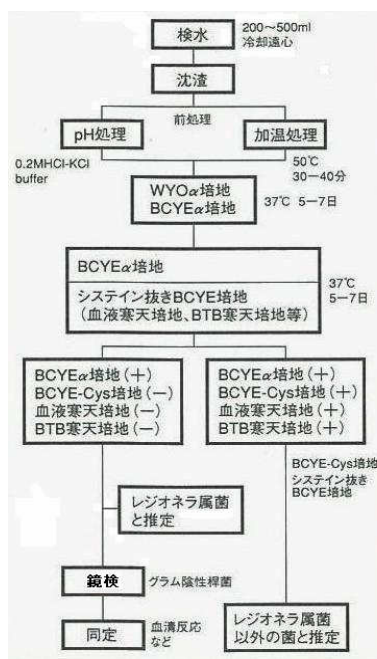 検水
200〜500ml
冷却遠心
沈渣
前処理
pH処理
加温処理
0.2MHCl-KCl
buffer
50℃
30ー40分
WYOα培地
BCYEα培地
37℃ 5ー7日
BCYEα培地
システイン抜きBCYE培地
（血液寒天培地、BTB寒天培地等）
37℃
5ー7日
BCYEα培地（＋）
BCYE-Cys培地（ー）
血液寒天培地（ー）
BTB寒天培地（ー）
BCYEα培地（＋）
BCYE-Cys培地（＋）
血液寒天培地（＋）
BTB寒天培地（＋）
BCYE-Cys培地
システイン抜き
BCYE培地
レジオネラ属菌
と推定
鏡検
グラム陰性桿菌
同定
血清反応
など
レジオネラ属菌
以外の菌と推定